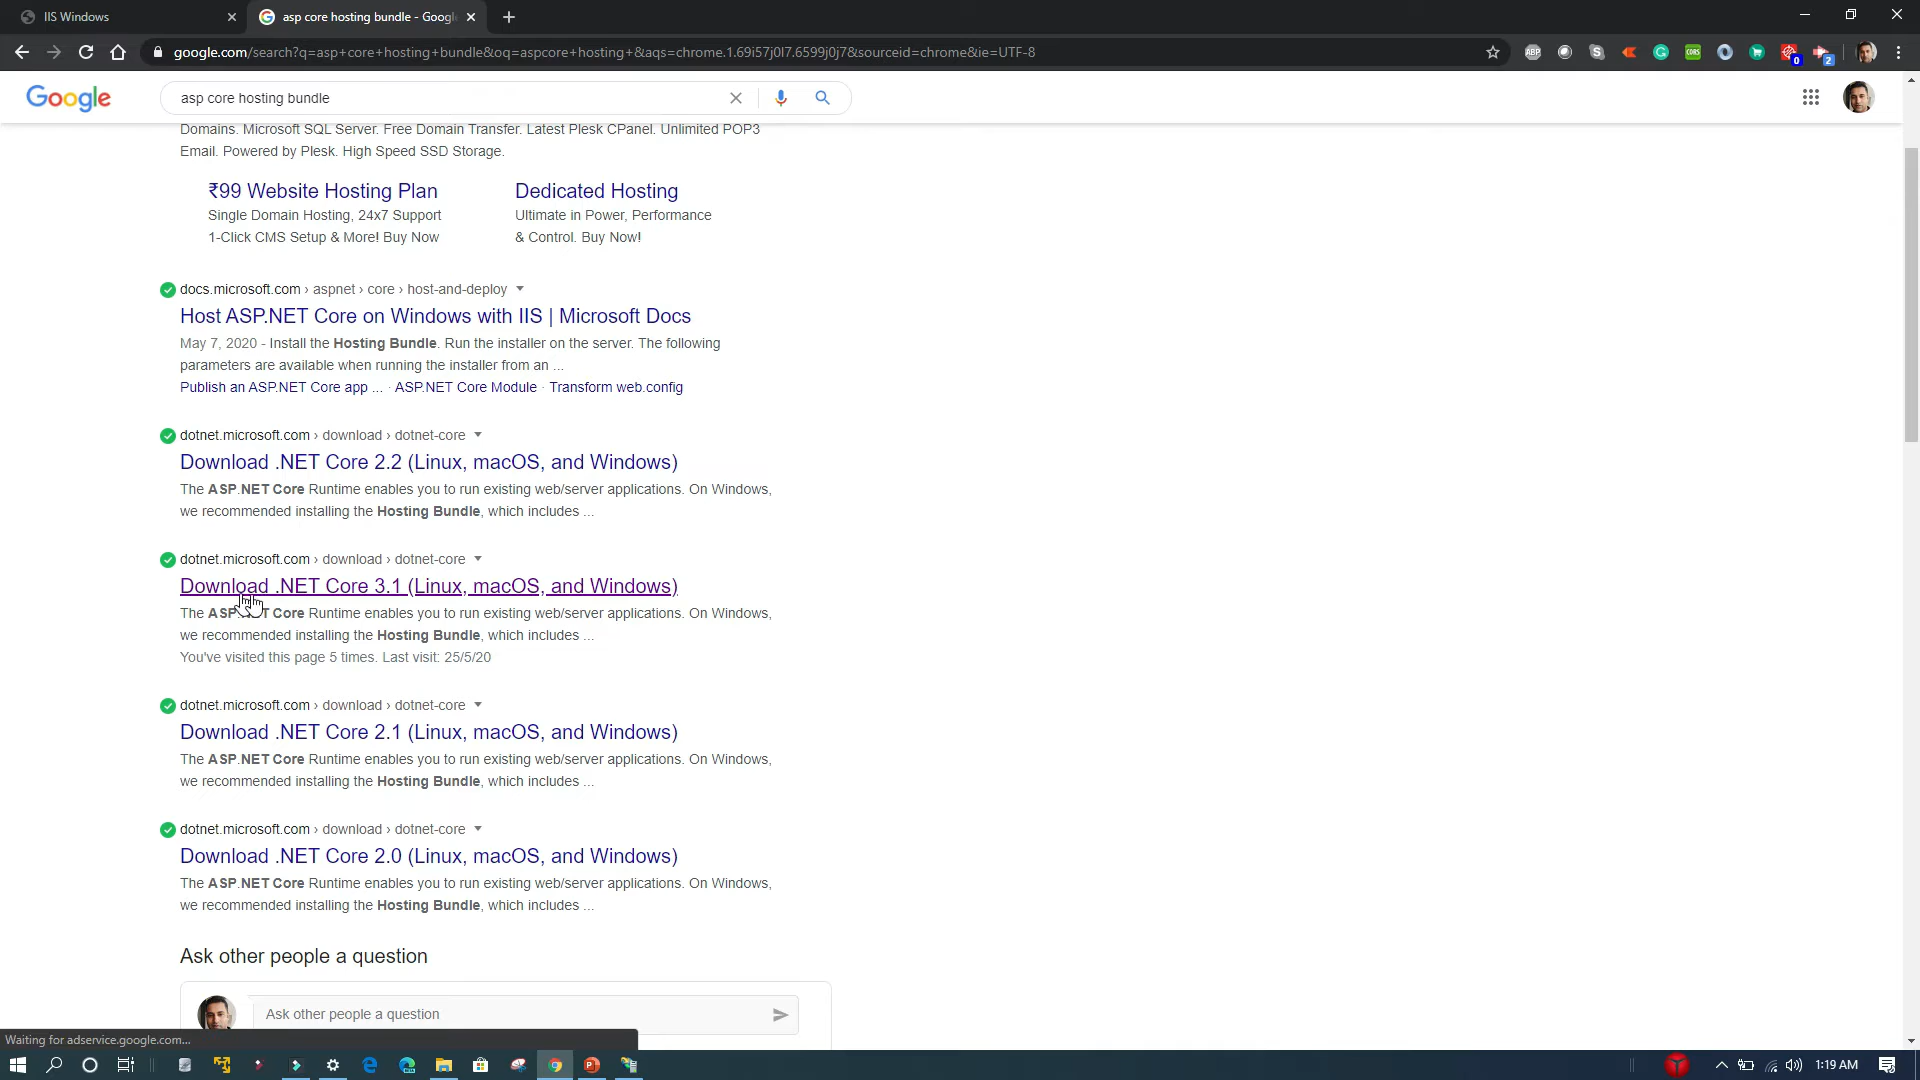 IIS Windows
asp core hosting bundle - Googl
google.com/search?q=asp+core+hosting+bundle&oq=aspcore+hosting+&aqs=chrome.1.69i57j0l7.6599j0j7&sourceid=chrome&ie=UTF-8
ABP
CORS
0
2
Google
asp core hosting bundle
Domains. Microsoft SQL Server. Free Domain Transfer. Latest Plesk CPanel. Unlimited POP3
Email. Powered by Plesk. High Speed SSD Storage.
₹99 Website Hosting Plan
Single Domain Hosting, 24x7 Support
1-Click CMS Setup & More! Buy Now
Dedicated Hosting
Ultimate in Power, Performance
& Control. Buy Now!
docs.microsoft.com › aspnet › core › host-and-deploy
Host ASP.NET Core on Windows with IIS | Microsoft Docs
May 7, 2020 - Install the Hosting Bundle. Run the installer on the server. The following
parameters are available when running the installer from an ...
Publish an ASP.NET Core app ... · ASP.NET Core Module · Transform web.config
dotnet.microsoft.com › download › dotnet-core
Download .NET Core 2.2 (Linux, macOS, and Windows)
The ASP.NET Core Runtime enables you to run existing web/server applications. On Windows,
we recommended installing the Hosting Bundle, which includes ...
dotnet.microsoft.com › download › dotnet-core
Download .NET Core 3.1 (Linux, macOS, and Windows)
The ASP.NET Core Runtime enables you to run existing web/server applications. On Windows,
we recommended installing the Hosting Bundle, which includes ...
You've visited this page 5 times. Last visit: 25/5/20
dotnet.microsoft.com › download › dotnet-core
Download .NET Core 2.1 (Linux, macOS, and Windows)
The ASP.NET Core Runtime enables you to run existing web/server applications. On Windows,
we recommended installing the Hosting Bundle, which includes ...
dotnet.microsoft.com › download › dotnet-core
Download .NET Core 2.0 (Linux, macOS, and Windows)
The ASP.NET Core Runtime enables you to run existing web/server applications. On Windows,
we recommended installing the Hosting Bundle, which includes ...
Ask other people a question
Ask other people a question
Waiting for adservice.google.com...
1:19 AM